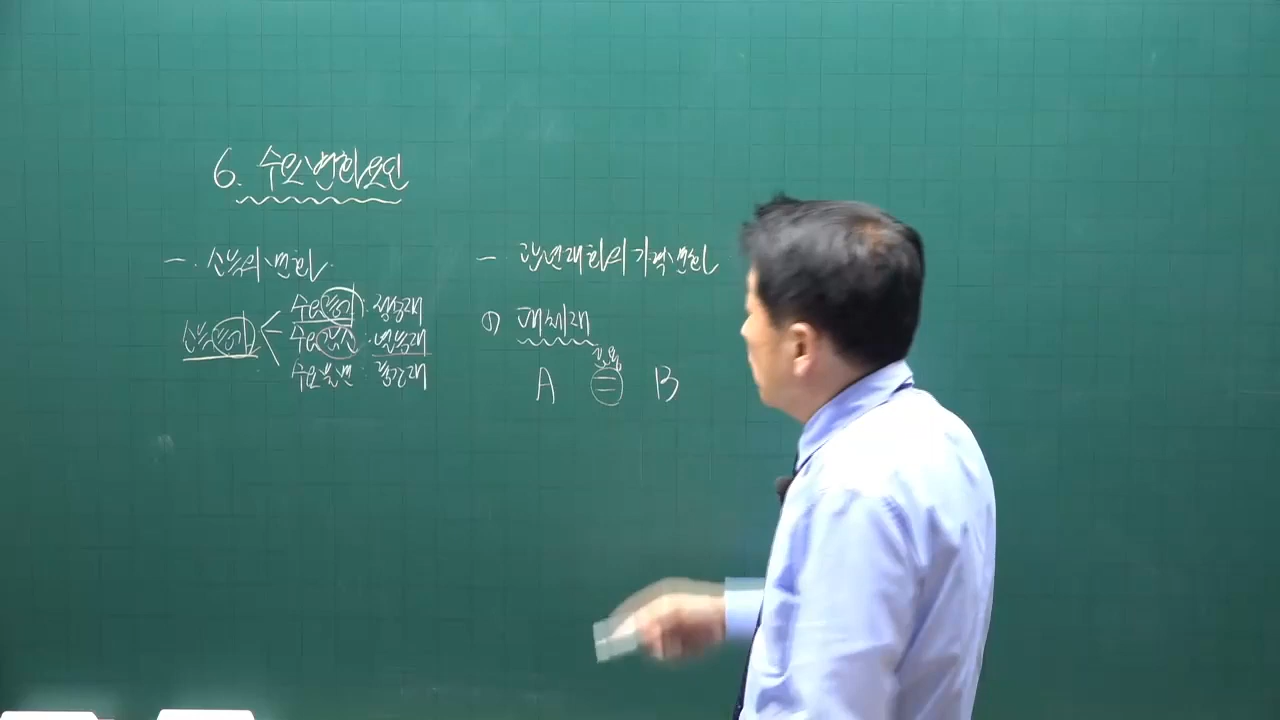 6. 수요변화요인
- 소득의 변화
소득증가
수요증가 : 정상재
수요감소 : 열등재
수요불변 : 중간재
- 관련재화의 가격변화
① 대체재
A = B